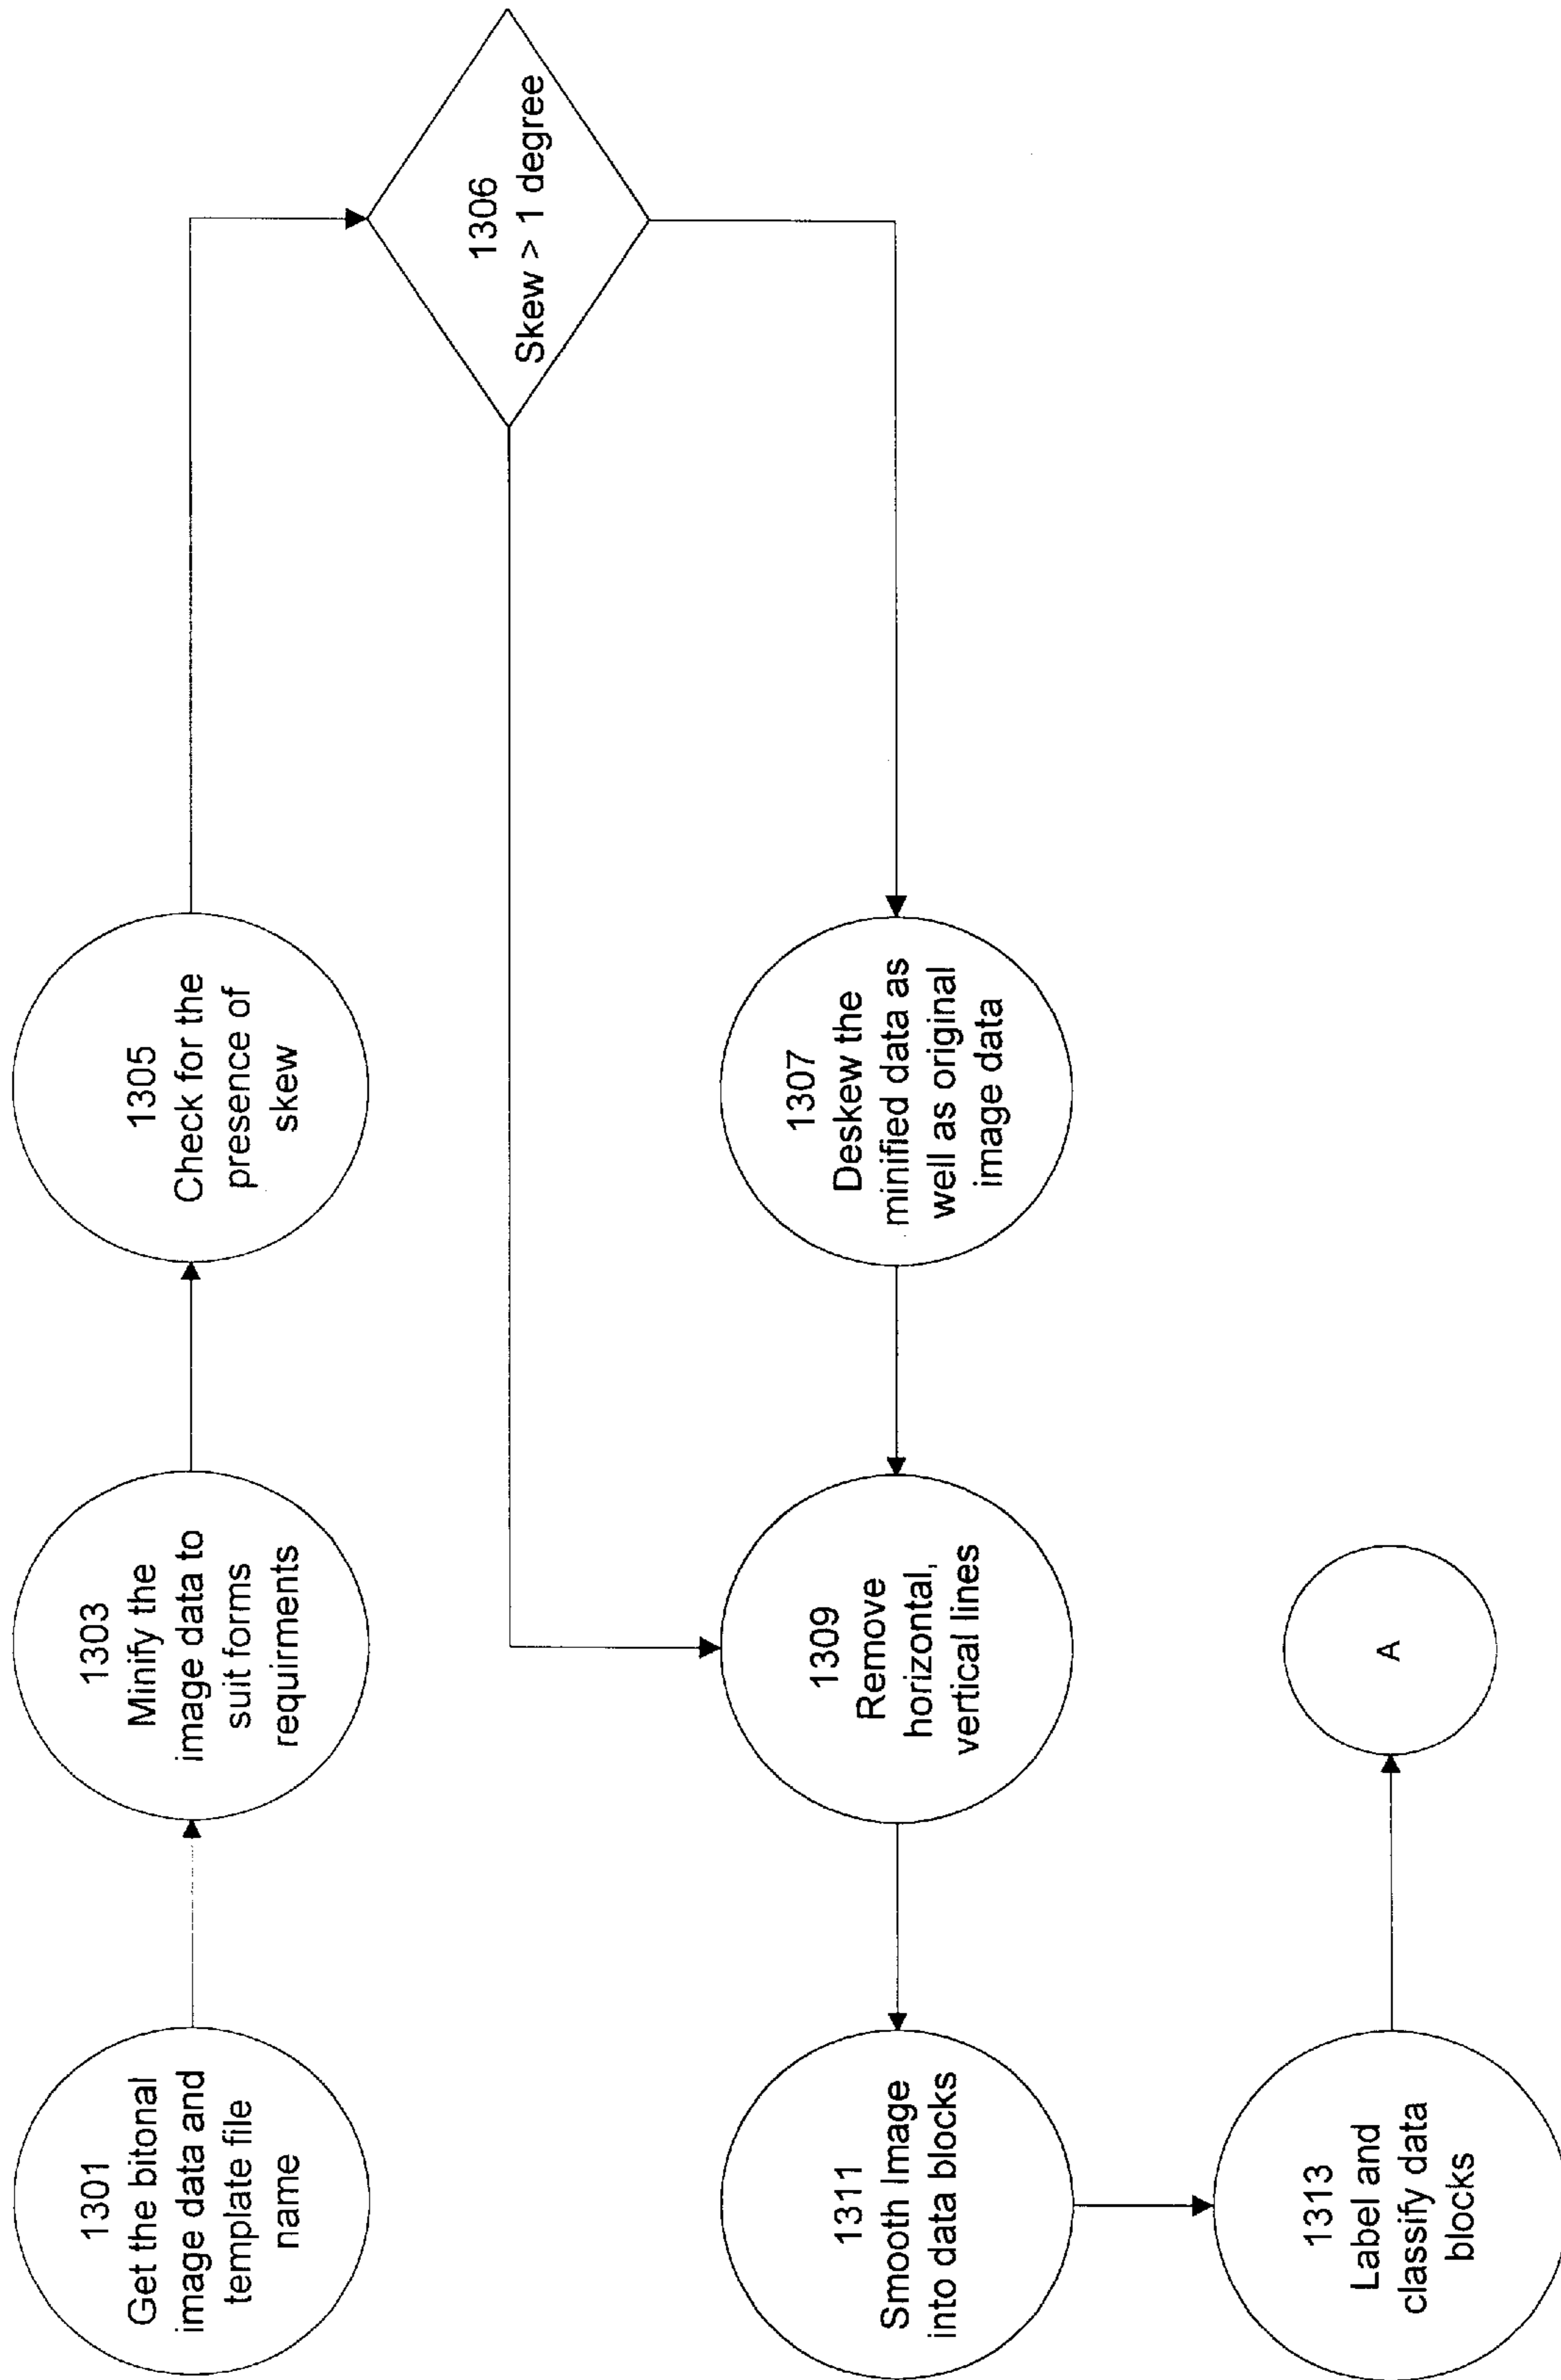 1301
Get the bitonal
image data and
template file
name
1303
Minify the
image data to
suit forms
requirments
1305
Check for the
presence of
skew
1306
Skew > 1 degree
1307
Deskew the
minified data as
well as original
image data
1309
Remove
horizontal,
vertical lines
1311
Smooth Image
into data blocks
1313
Label and
classify data
blocks
A